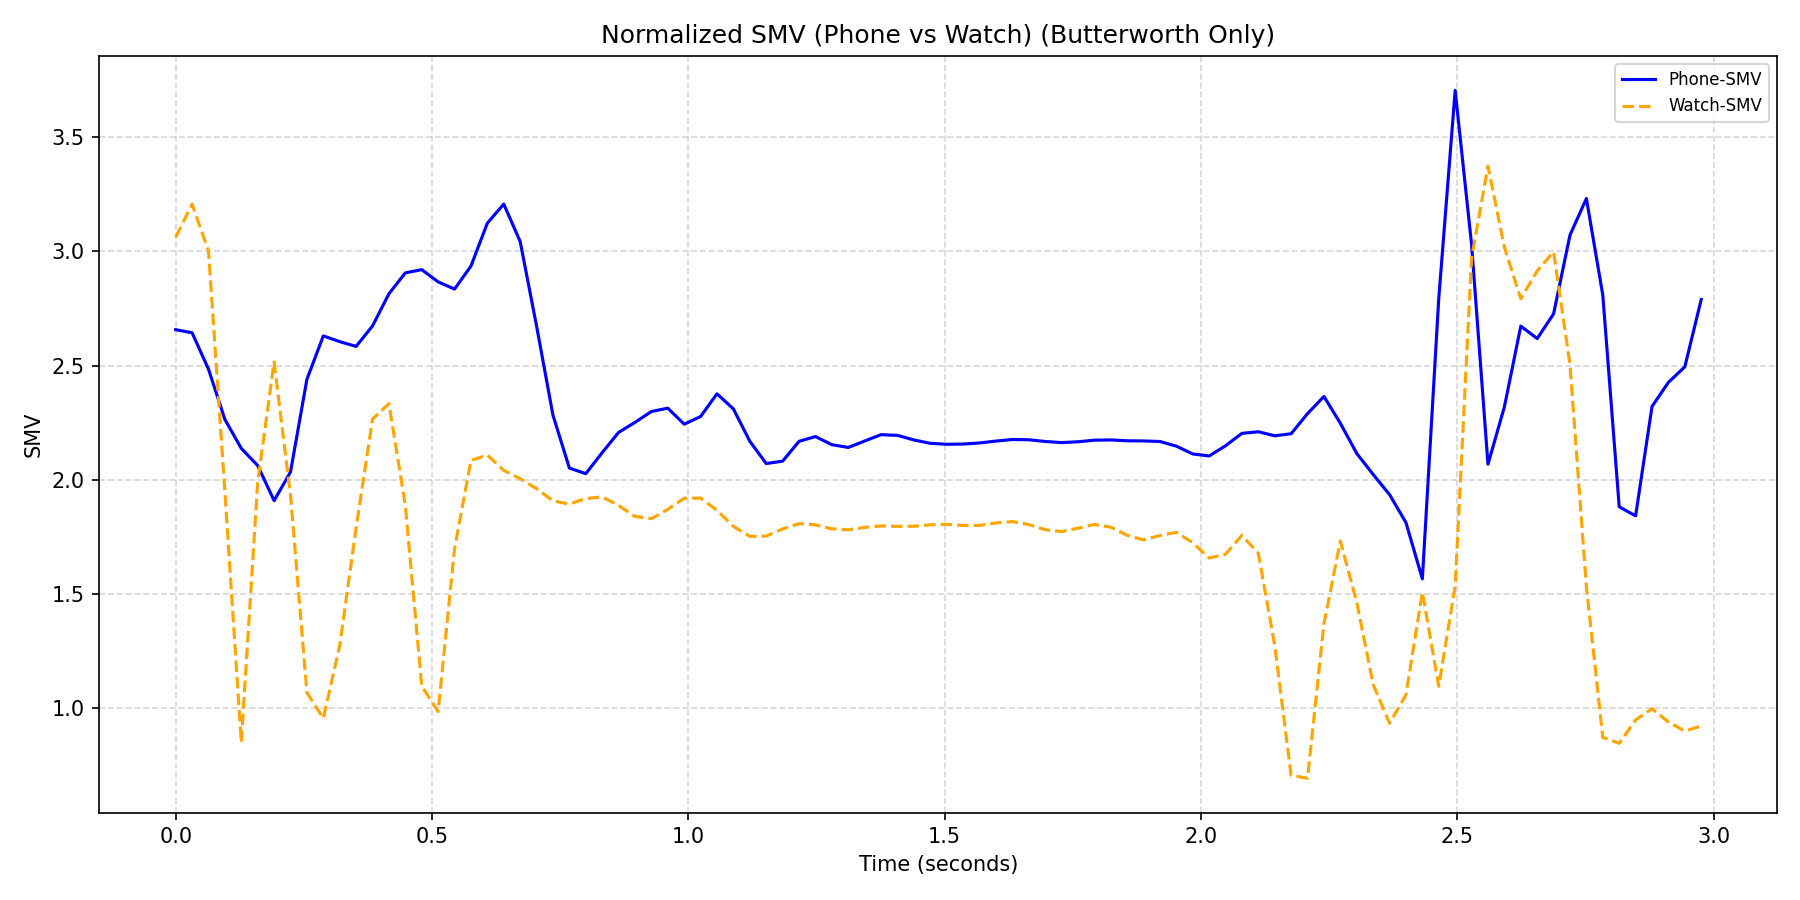 Normalized SMV (Phone vs Watch) (Butterworth Only)
Phone-SMV
Watch-SMV
SMV
3.5
3.0
2.5
2.0
1.5
1.0
0.0 0.5 1.0 1.5 2.0 2.5 3.0
Time (seconds)